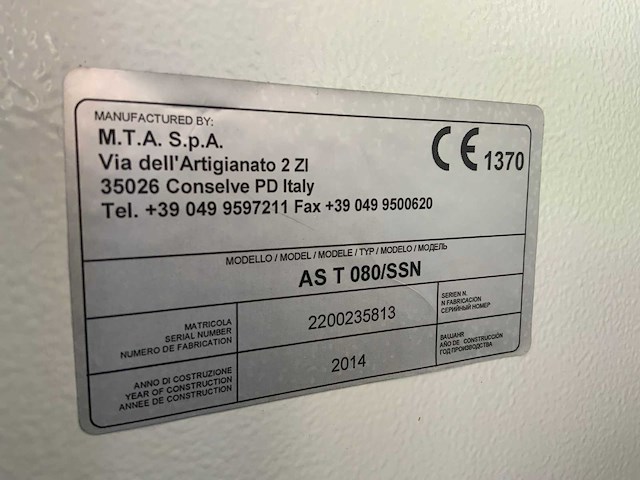 MANUFACTURED BY:
M.T.A. S.p.A.
Via dell'Artigianato 2 ZI
35026 Conselve PD Italy
Tel. +39 049 9597211 Fax +39 049 9500620
CE 1370
MODELLO / MODEL / MODELE / TYP / MODELO / МОДЕЛЬ
AS T 080/SSN
MATRICOLA
SERIAL NUMBER
NUMERO DE FABRICATION
2200235813
SERIEN N.
N FABRICACION
СЕРИЙНЫЙ НОМЕР
ANNO DI COSTRUZIONE
YEAR OF CONSTRUCTION
ANNEE DE CONSTRUCTION
2014
BAUJAHR
AÑO DE CONSTRUCCIÓN
ГОД ПРОИЗВОДСТВА